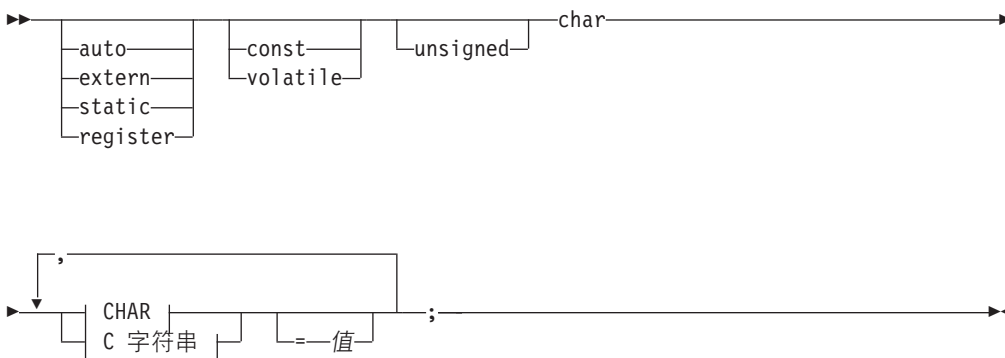 char
auto const unsigned
extern volatile
static
register
,
CHAR ;
C 字符串 = 值